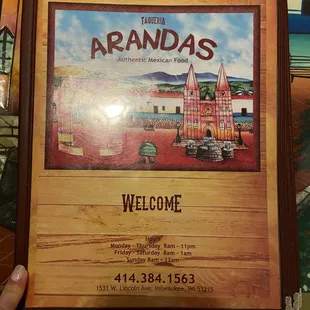 TAQUERIA
ARANDAS
Authentic Mexican Food
WELCOME
Hours
Monday - Thursday 8am - 11pm
Friday - Saturday 8am - 1am
Sunday 8am - 12am
414.384.1563
1531 W. Lincoln Ave. Milwaukee, WI 53215